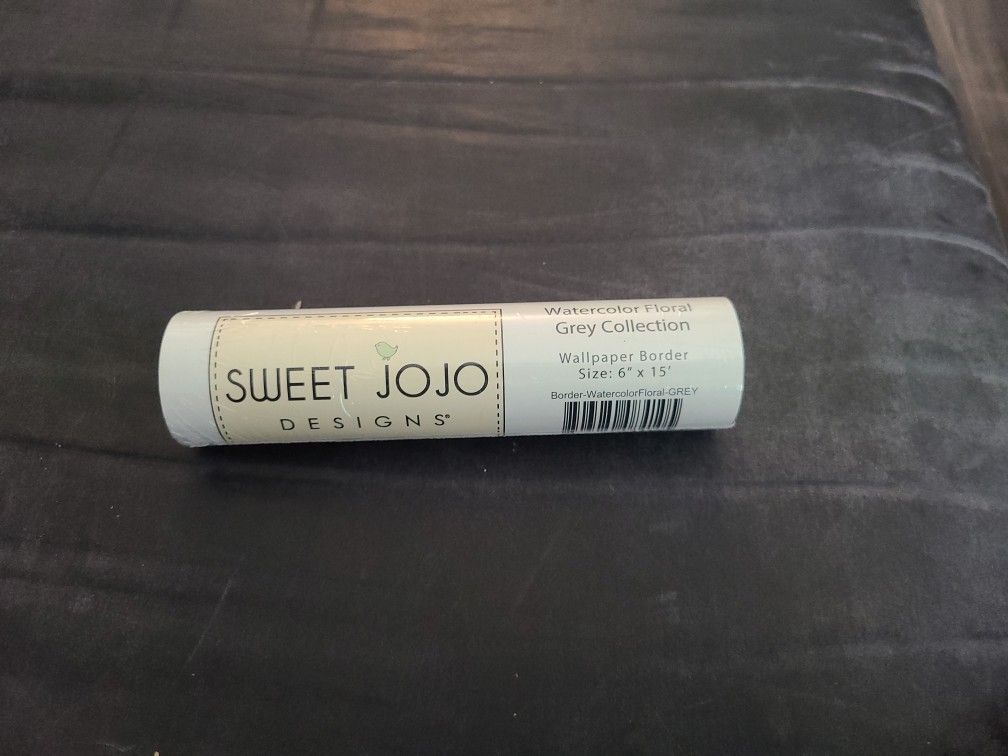 SWEET JOJO
DESIGNS®
Watercolor Floral
Grey Collection
Wallpaper Border
Size: 6" x 15'
Border-WatercolorFloral-GREY